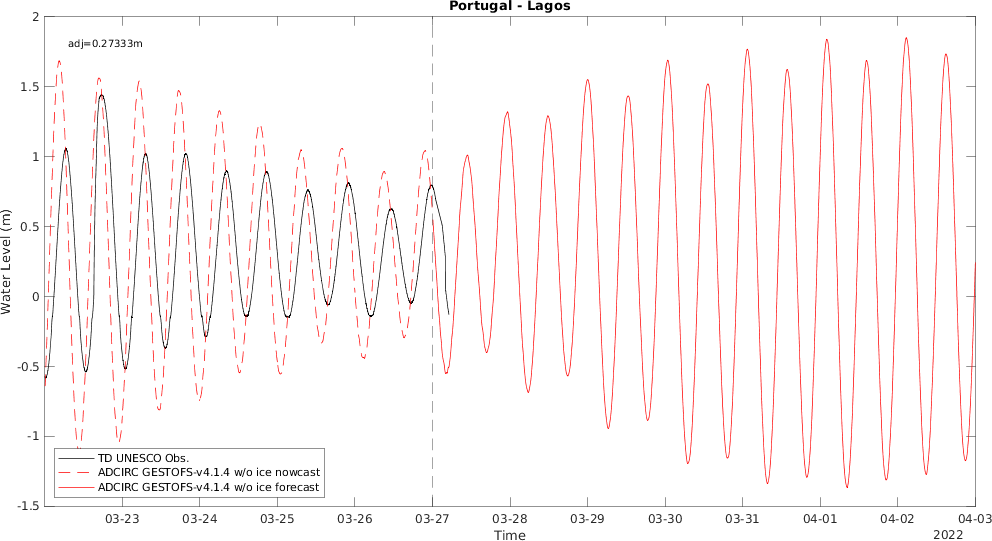 Portugal - Lagos
adj=0.27333m
2
1.5
1
0.5
0
-0.5
-1
-1.5
Water Level (m)
TD UNESCO Obs.
ADCIRC GESTOFS-v4.1.4 w/o ice nowcast
ADCIRC GESTOFS-v4.1.4 w/o ice forecast
03-23 03-24 03-25 03-26 03-27 03-28 03-29 03-30 03-31 04-01 04-02 04-03
Time
2022